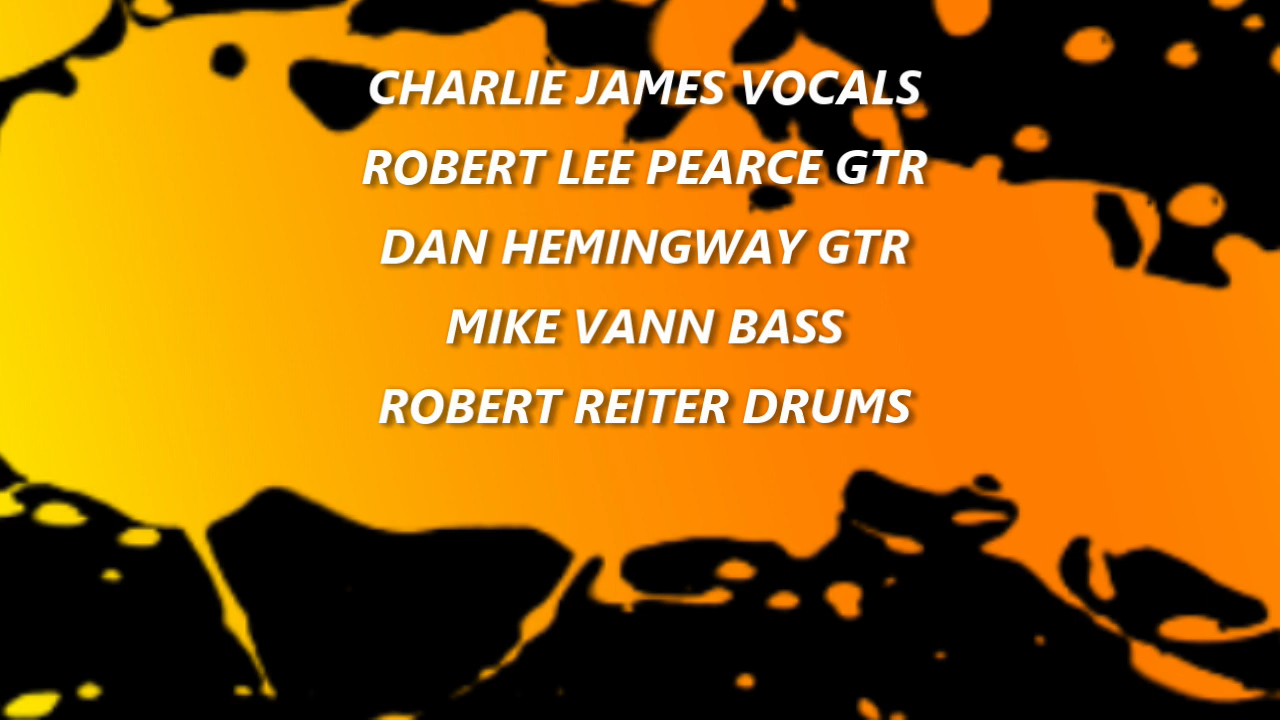 CHARLIE JAMES VOCALS
ROBERT LEE PEARCE GTR
DAN HEMINGWAY GTR
MIKE VANN BASS
ROBERT REITER DRUMS